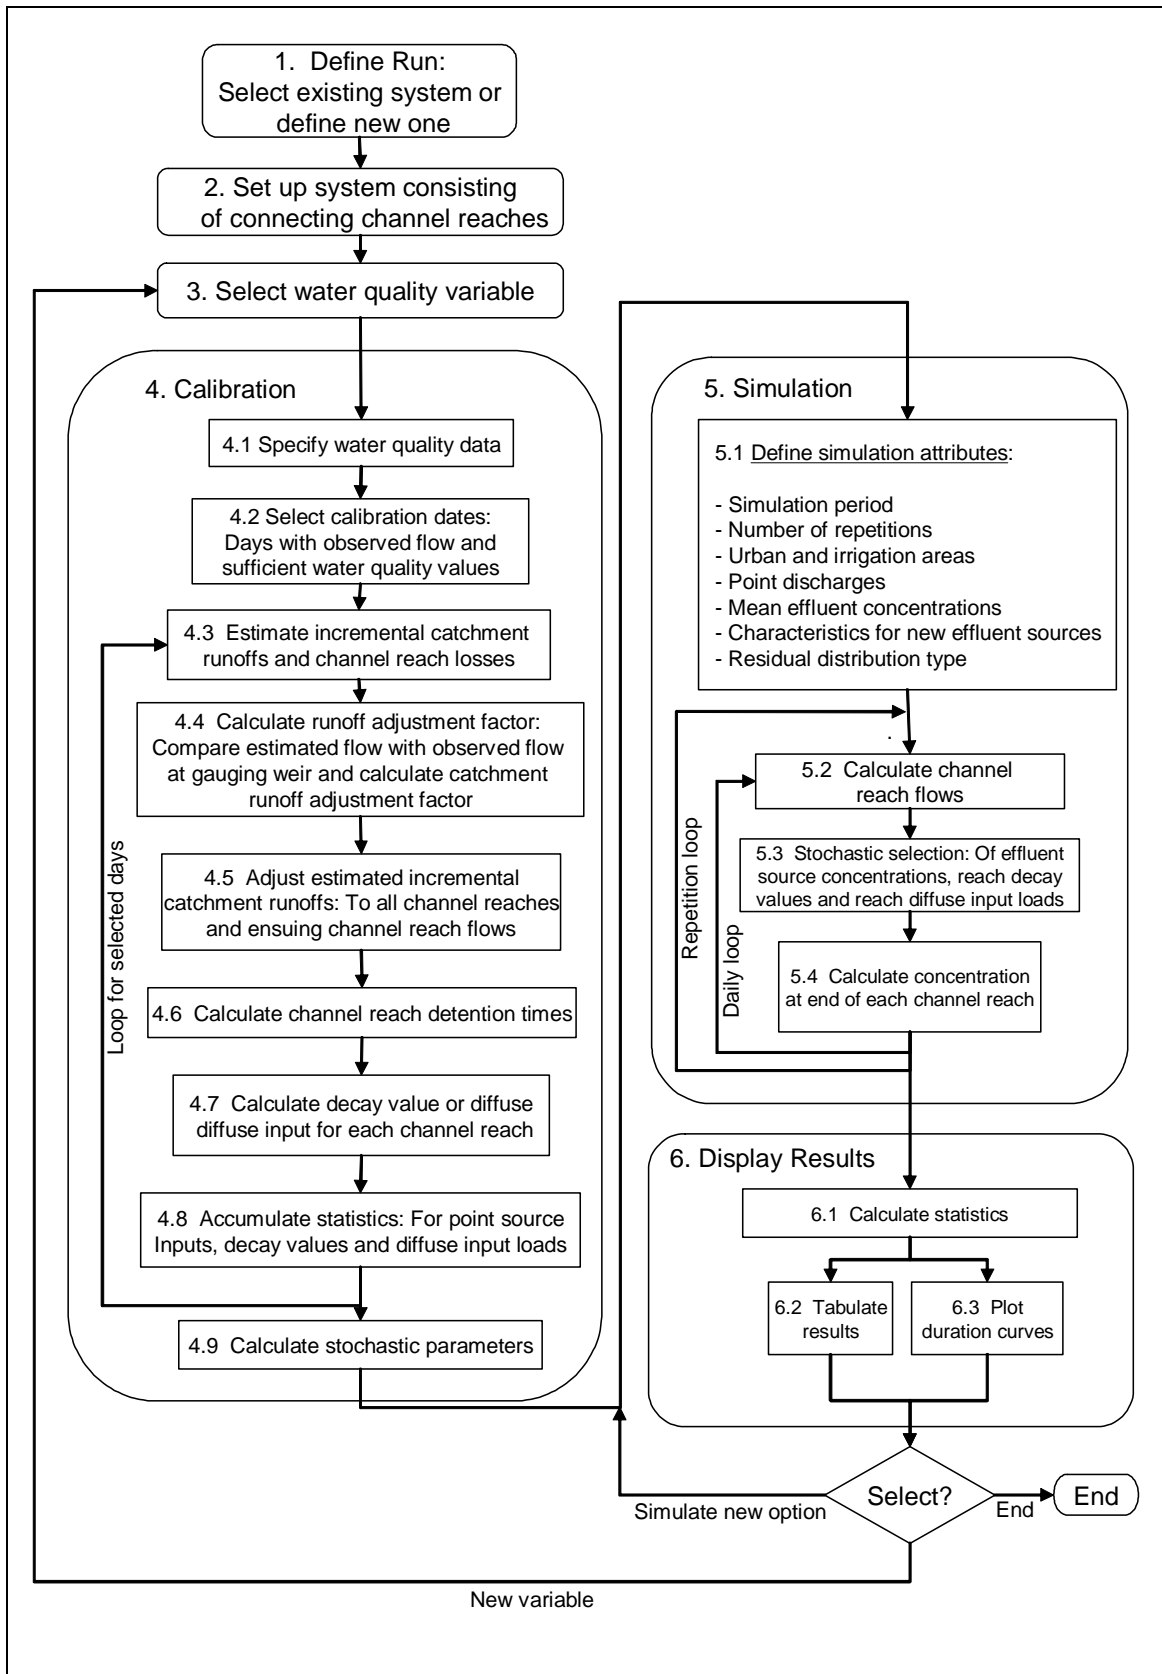 1. Define Run:
Select existing system or
define new one
2. Set up system consisting
of connecting channel reaches
3. Select water quality variable
4. Calibration
4.1 Specify water quality data
4.2 Select calibration dates:
Days with observed flow and
sufficient water quality values
4.3 Estimate incremental catchment
runoffs and channel reach losses
4.4 Calculate runoff adjustment factor:
Compare estimated flow with observed flow
at gauging weir and calculate catchment
runoff adjustment factor
4.5 Adjust estimated incremental
catchment runoffs: To all channel reaches
and ensuing channel reach flows
4.6 Calculate channel reach detention times
4.7 Calculate decay value or diffuse
diffuse input for each channel reach
4.8 Accumulate statistics: For point source
Inputs, decay values and diffuse input loads
4.9 Calculate stochastic parameters
Loop for selected days
5. Simulation
5.1 Define simulation attributes:
- Simulation period
- Number of repetitions
- Urban and irrigation areas
- Point discharges
- Mean effluent concentrations
- Characteristics for new effluent sources
- Residual distribution type
.
5.2 Calculate channel
reach flows
5.3 Stochastic selection: Of effluent
source concentrations, reach decay
values and reach diffuse input loads
5.4 Calculate concentration
at end of each channel reach
Repetition loop
Daily loop
6. Display Results
6.1 Calculate statistics
6.2 Tabulate
results
6.3 Plot
duration curves
Select?
Simulate new option
End
End
New variable